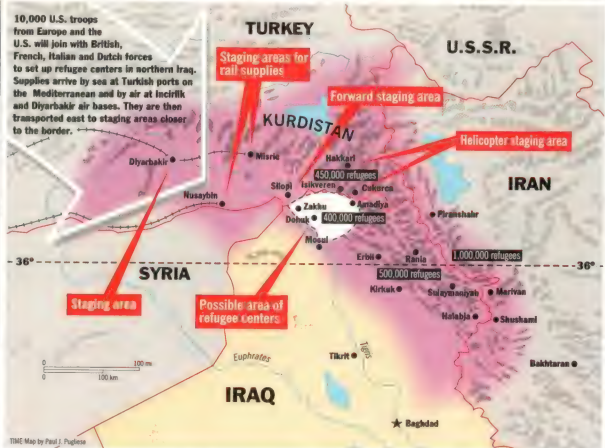 10,000 U.S. troops
from Europe and the
U.S. will join with British,
French, Italian and Dutch forces
to set up refugee centers in northern Iraq.
Supplies arrive by sea at Turkish ports on
the Mediterranean and by air at Incirlik
and Diyarbakir air bases. They are then
transported east to staging areas closer
to the border.
TURKEY
U.S.S.R.
Staging areas for
rail supplies
Forward staging area
KURDISTAN
Helicopter staging area
Diyarbakir
Misric
Hakkari
450,000 refugees
IRAN
Nusaybin
Silopi
Isikveren
Cukurca
Zakhu
Amadiya
Dohuk
400,000 refugees
Piranshahr
Mosul
Erbil
Rania
1,000,000 refugees
36°
36°
SYRIA
500,000 refugees
Kirkuk
Sulaymaniyah
Marivan
Staging area
Possible area of
refugee centers
Halabja
Shushami
0 100 mi
0 100 km
Euphrates
Tigris
Tikrit
Bakhtaran
IRAQ
Baghdad
TIME Map by Paul J. Pugliese